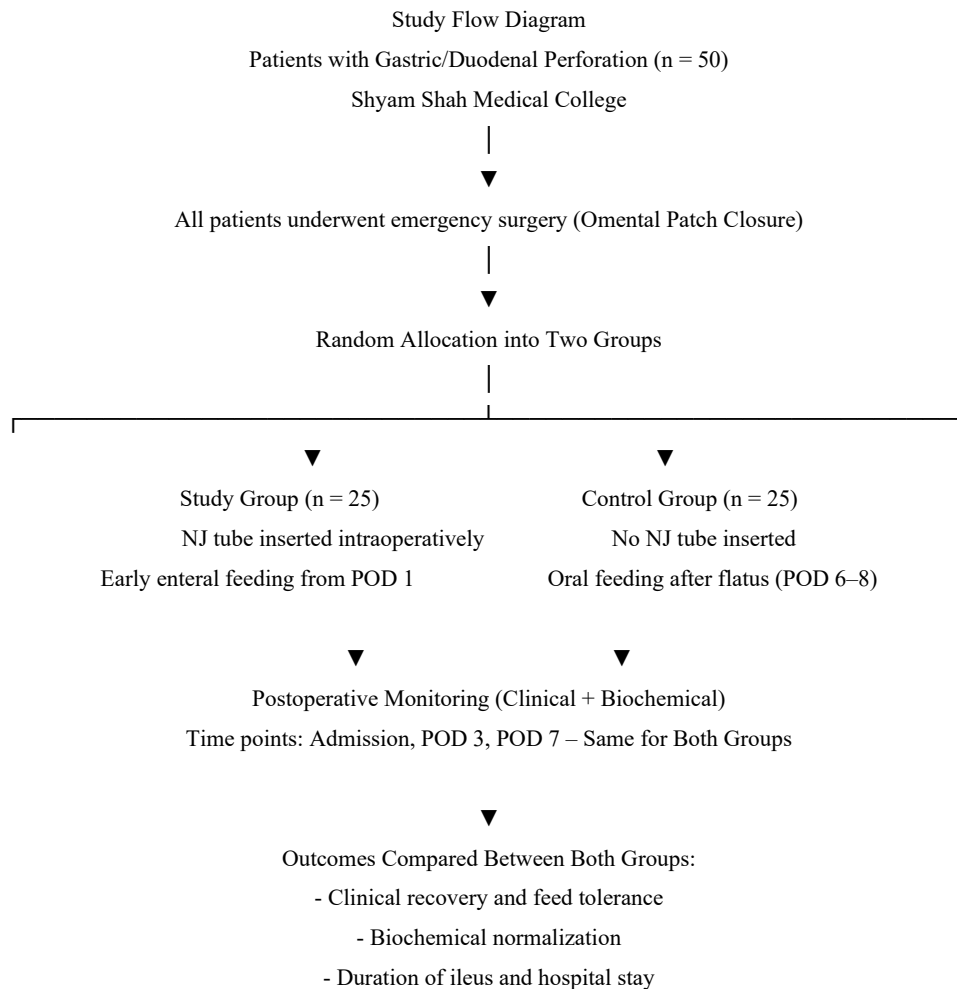 Study Flow Diagram
Patients with Gastric/Duodenal Perforation (n = 50)
Shyam Shah Medical College
All patients underwent emergency surgery (Omental Patch Closure)
Random Allocation into Two Groups
Study Group (n = 25)
NJ tube inserted intraoperatively
Early enteral feeding from POD 1
Control Group (n = 25)
No NJ tube inserted
Oral feeding after flatus (POD 6–8)
Postoperative Monitoring (Clinical + Biochemical)
Time points: Admission, POD 3, POD 7 – Same for Both Groups
Outcomes Compared Between Both Groups:
- Clinical recovery and feed tolerance
- Biochemical normalization
- Duration of ileus and hospital stay